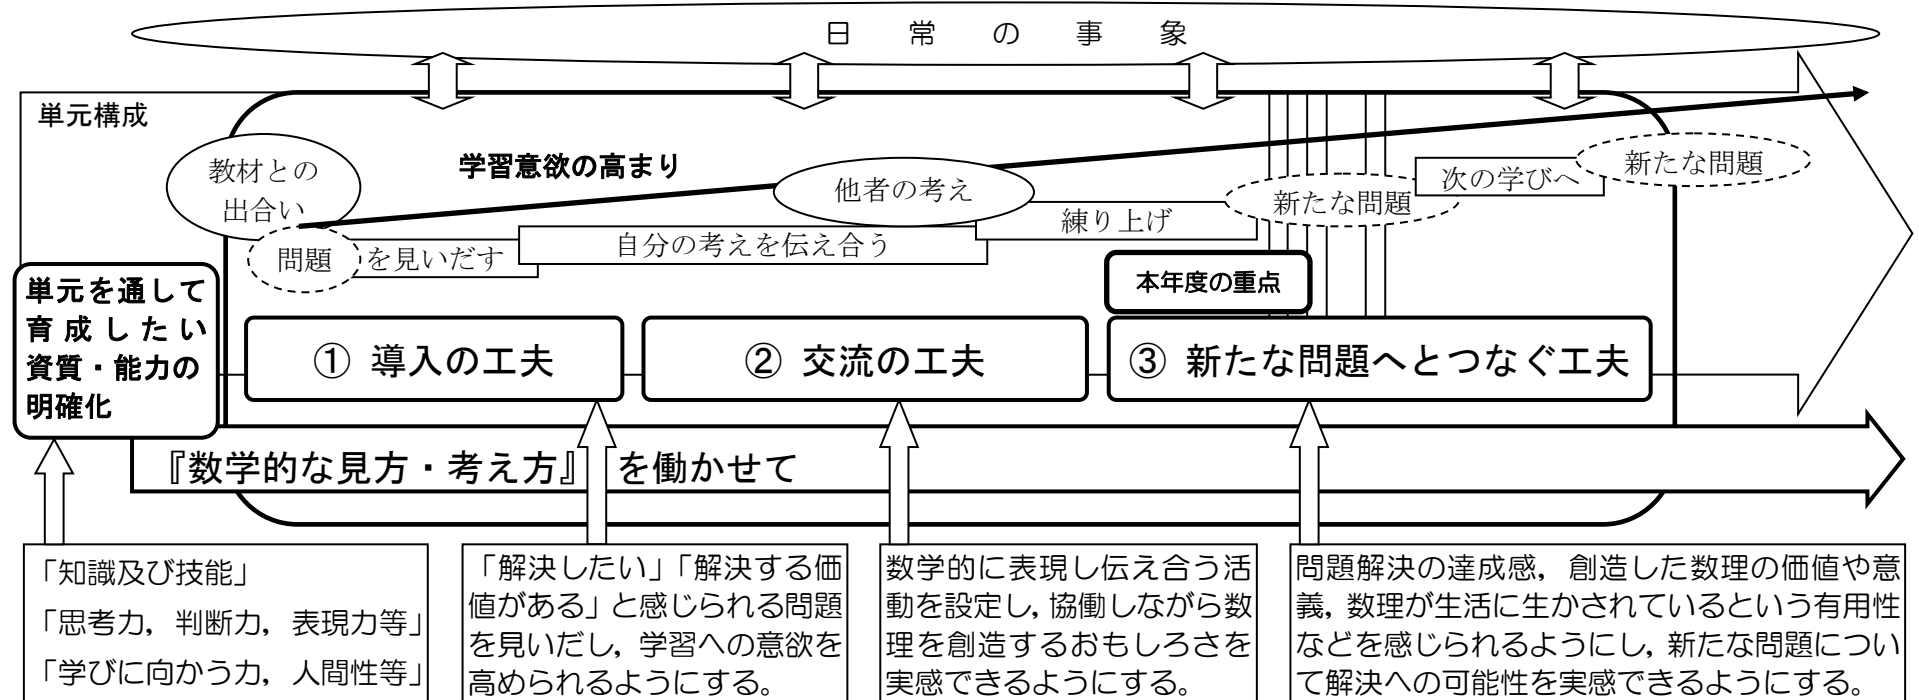 日常の事象
単元構成
教材との
出合い
学習意欲の高まり
他者の考え
新たな問題
次の学びへ
新たな問題
問題
を見いだす
自分の考えを伝え合う
練り上げ
本年度の重点
単元を通して
育成したい
資質・能力の
明確化
① 導入の工夫
② 交流の工夫
③ 新たな問題へとつなぐ工夫
『数学的な見方・考え方』を働かせて
「知識及び技能」
「思考力,判断力,表現力等」
「学びに向かう力,人間性等」
「解決したい」「解決する価
値がある」と感じられる問題
を見いだし,学習への意欲を
高められるようにする。
数学的に表現し伝え合う活
動を設定し,協働しながら数
理を創造するおもしろさを
実感できるようにする。
問題解決の達成感,創造した数理の価値や意
義,数理が生活に生かされているという有用性
などを感じられるようにし,新たな問題につい
て解決への可能性を実感できるようにする。